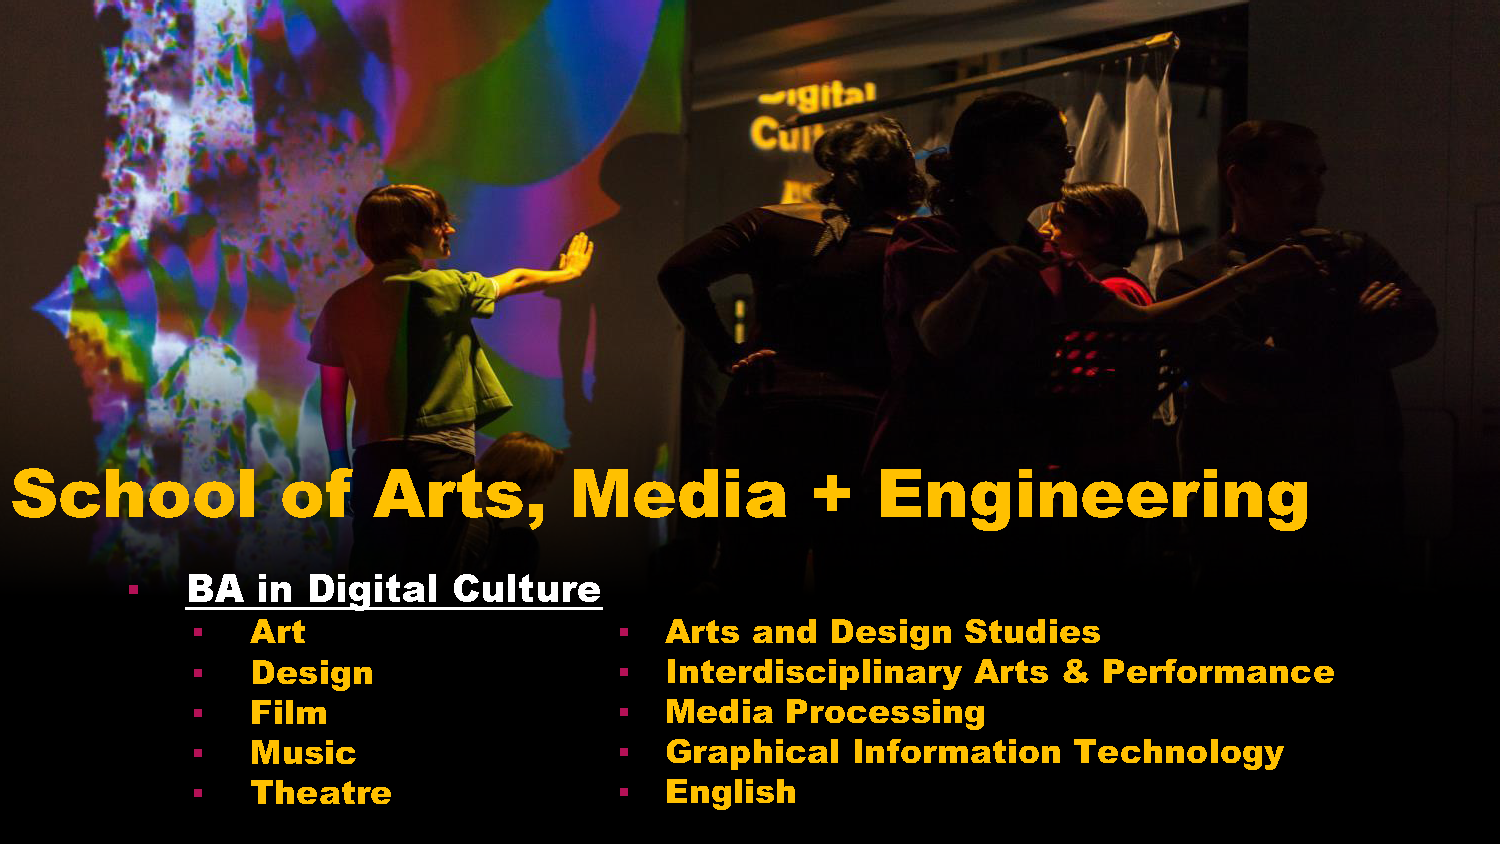 Digital
School of Arts, Media + Engineering
BA in Digital Culture
Art
Design
Film
Music
Theatre
Arts and Design Studies
Interdisciplinary Arts & Performance
Media Processing
Graphical Information Technology
English